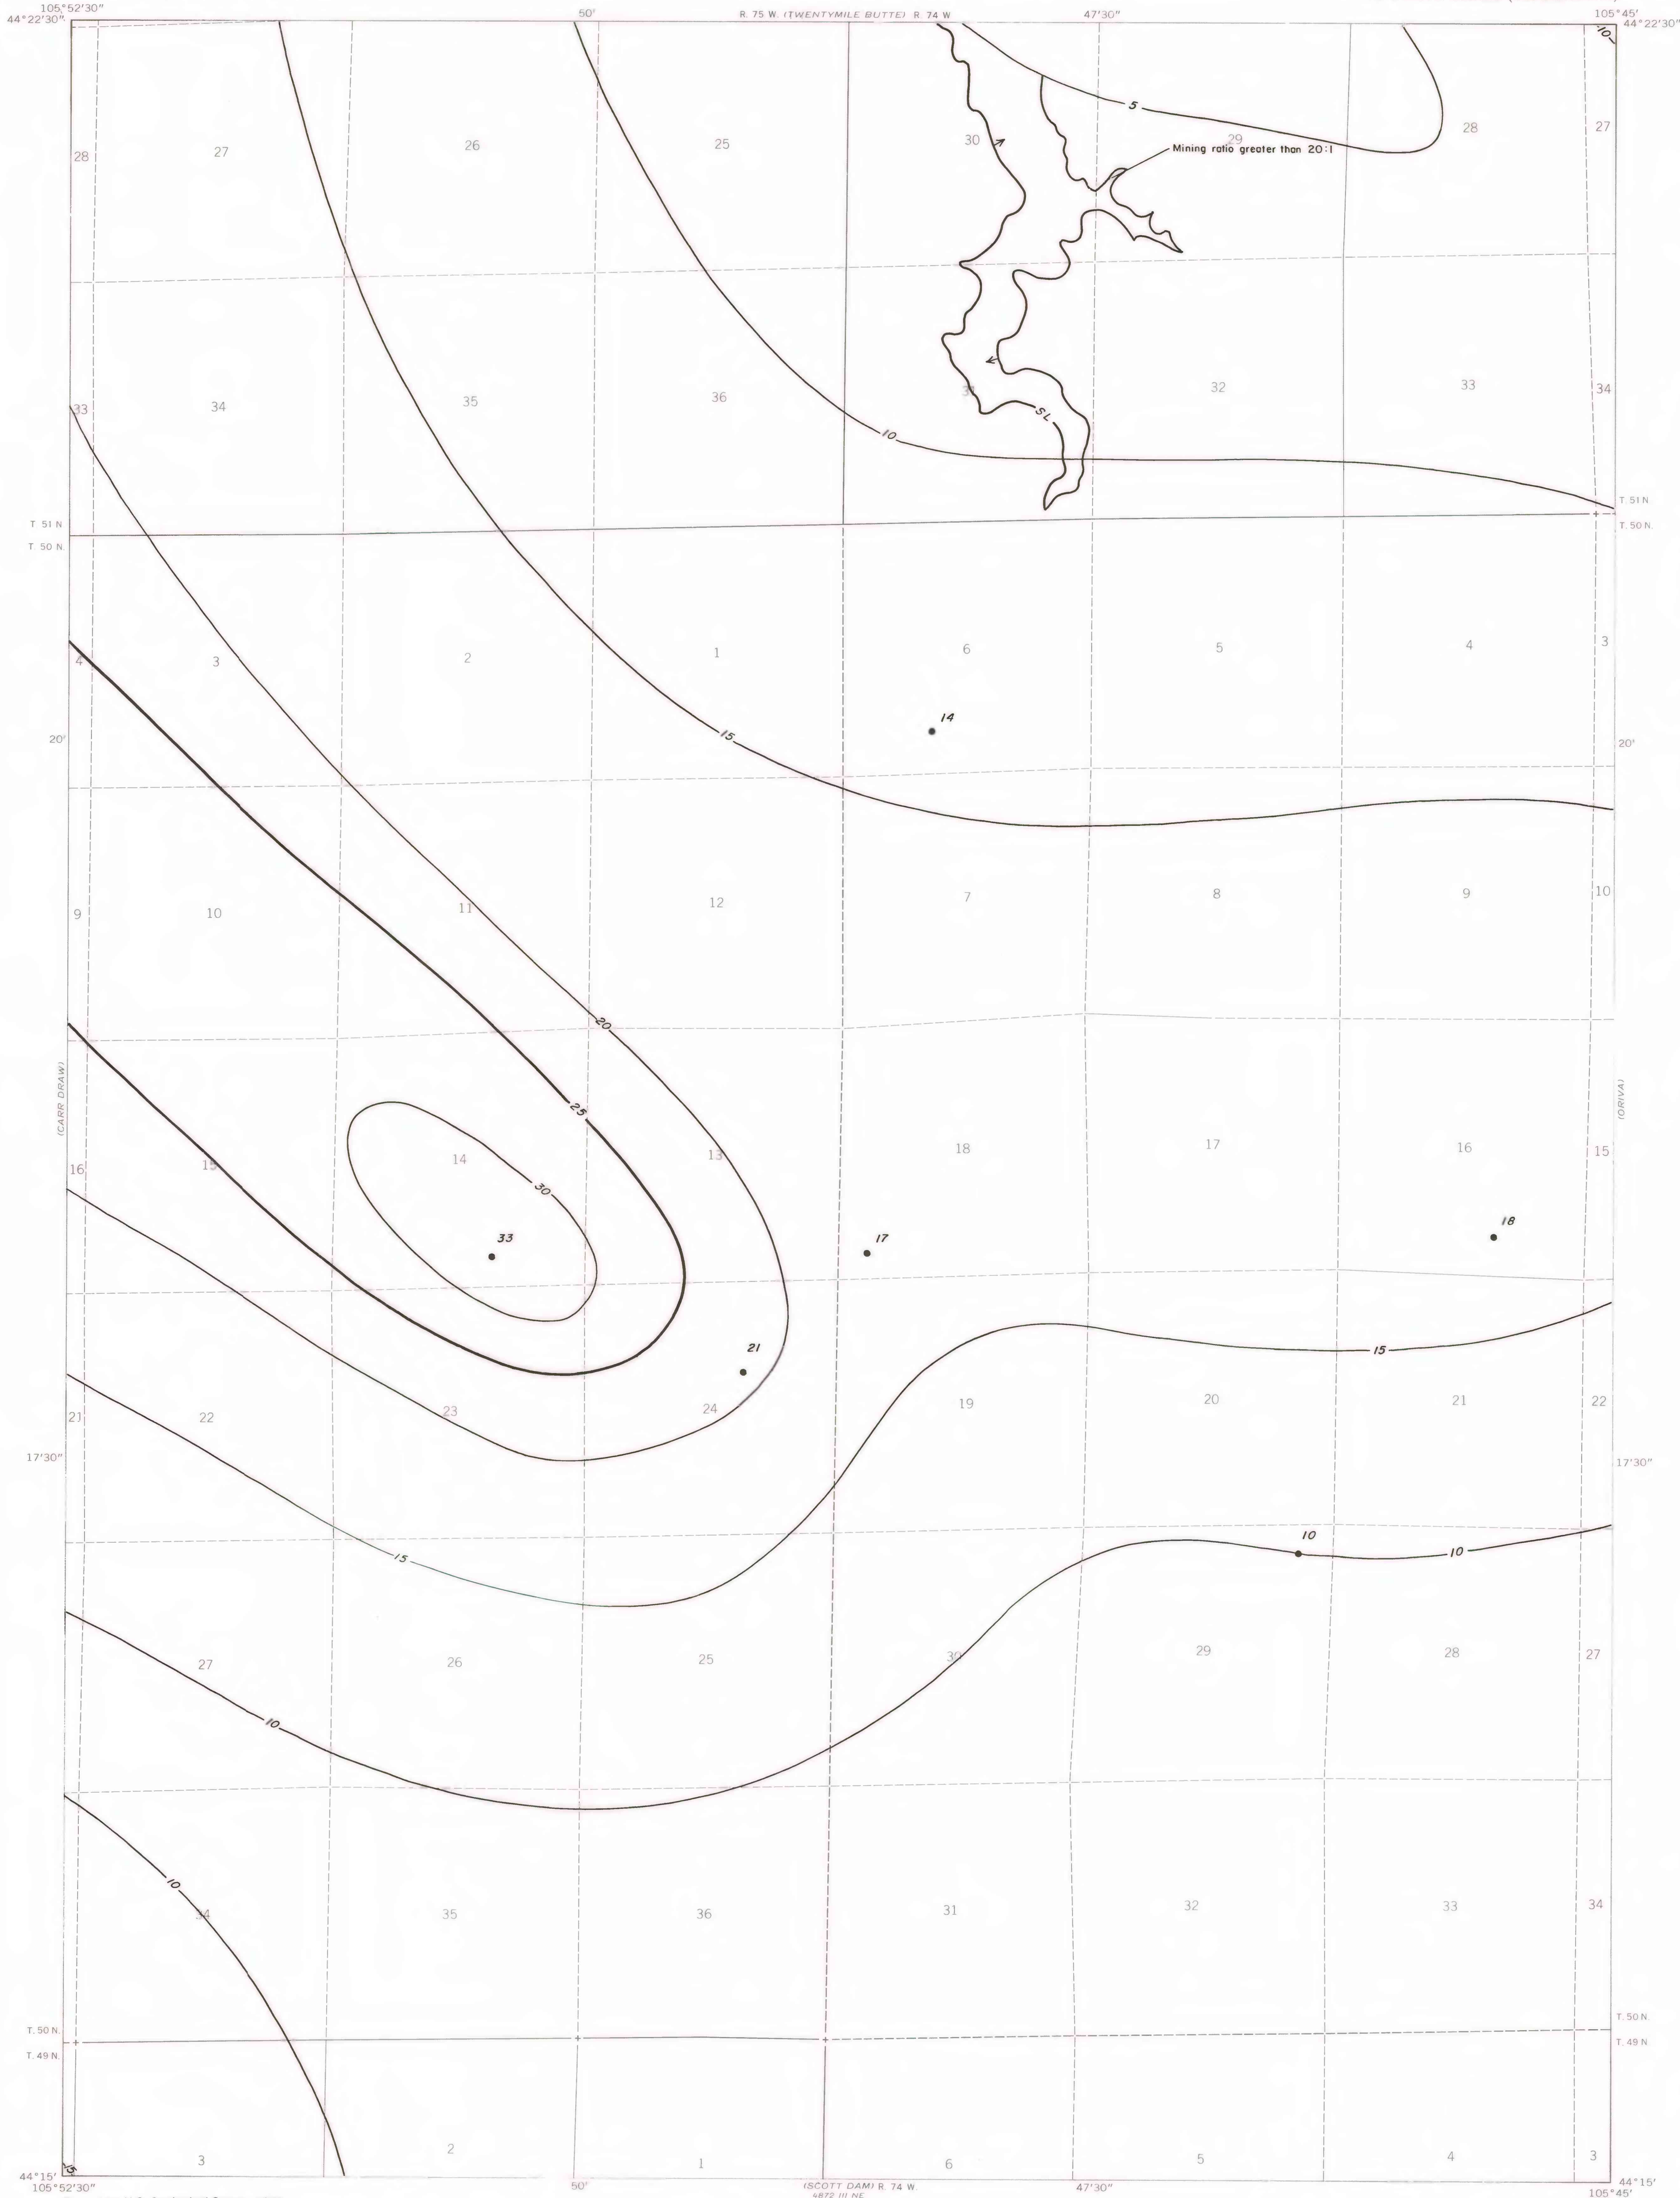 105°52'30" 50' R. 75 W. (TWENTYMILE BUTTE) R. 74 W 47'30" 105°45'
44°22'30" 44°22'30"
10
5
28 27 26 25 30 29 28 27
Mining ratio greater than 20:1
33 34 35 36 31 32 33 34
SL
10
T 51 N T 51 N
T. 50 N. T. 50 N.
4 3 2 1 6 5 4 3
14
20' 15 20'
9 10 11 12 7 8 9 10
20
(CARR DRAW) 25 (ORIVA)
16 15 14 13 18 17 16 15
30
33 17 18
21 15
21 22 23 24 19 20 21 22
17'30" 17'30"
15 10 10
27 26 25 30 29 28 27
10
10
34 35 36 31 32 33 34
T. 50 N. T. 50 N.
T. 49 N. T. 49 N.
3 2 1 6 5 4 3
15
44°15' 44°15'
105°52'30" 50' (SCOTT DAM) R. 74 W. 47'30" 105°45'
4872 III NE